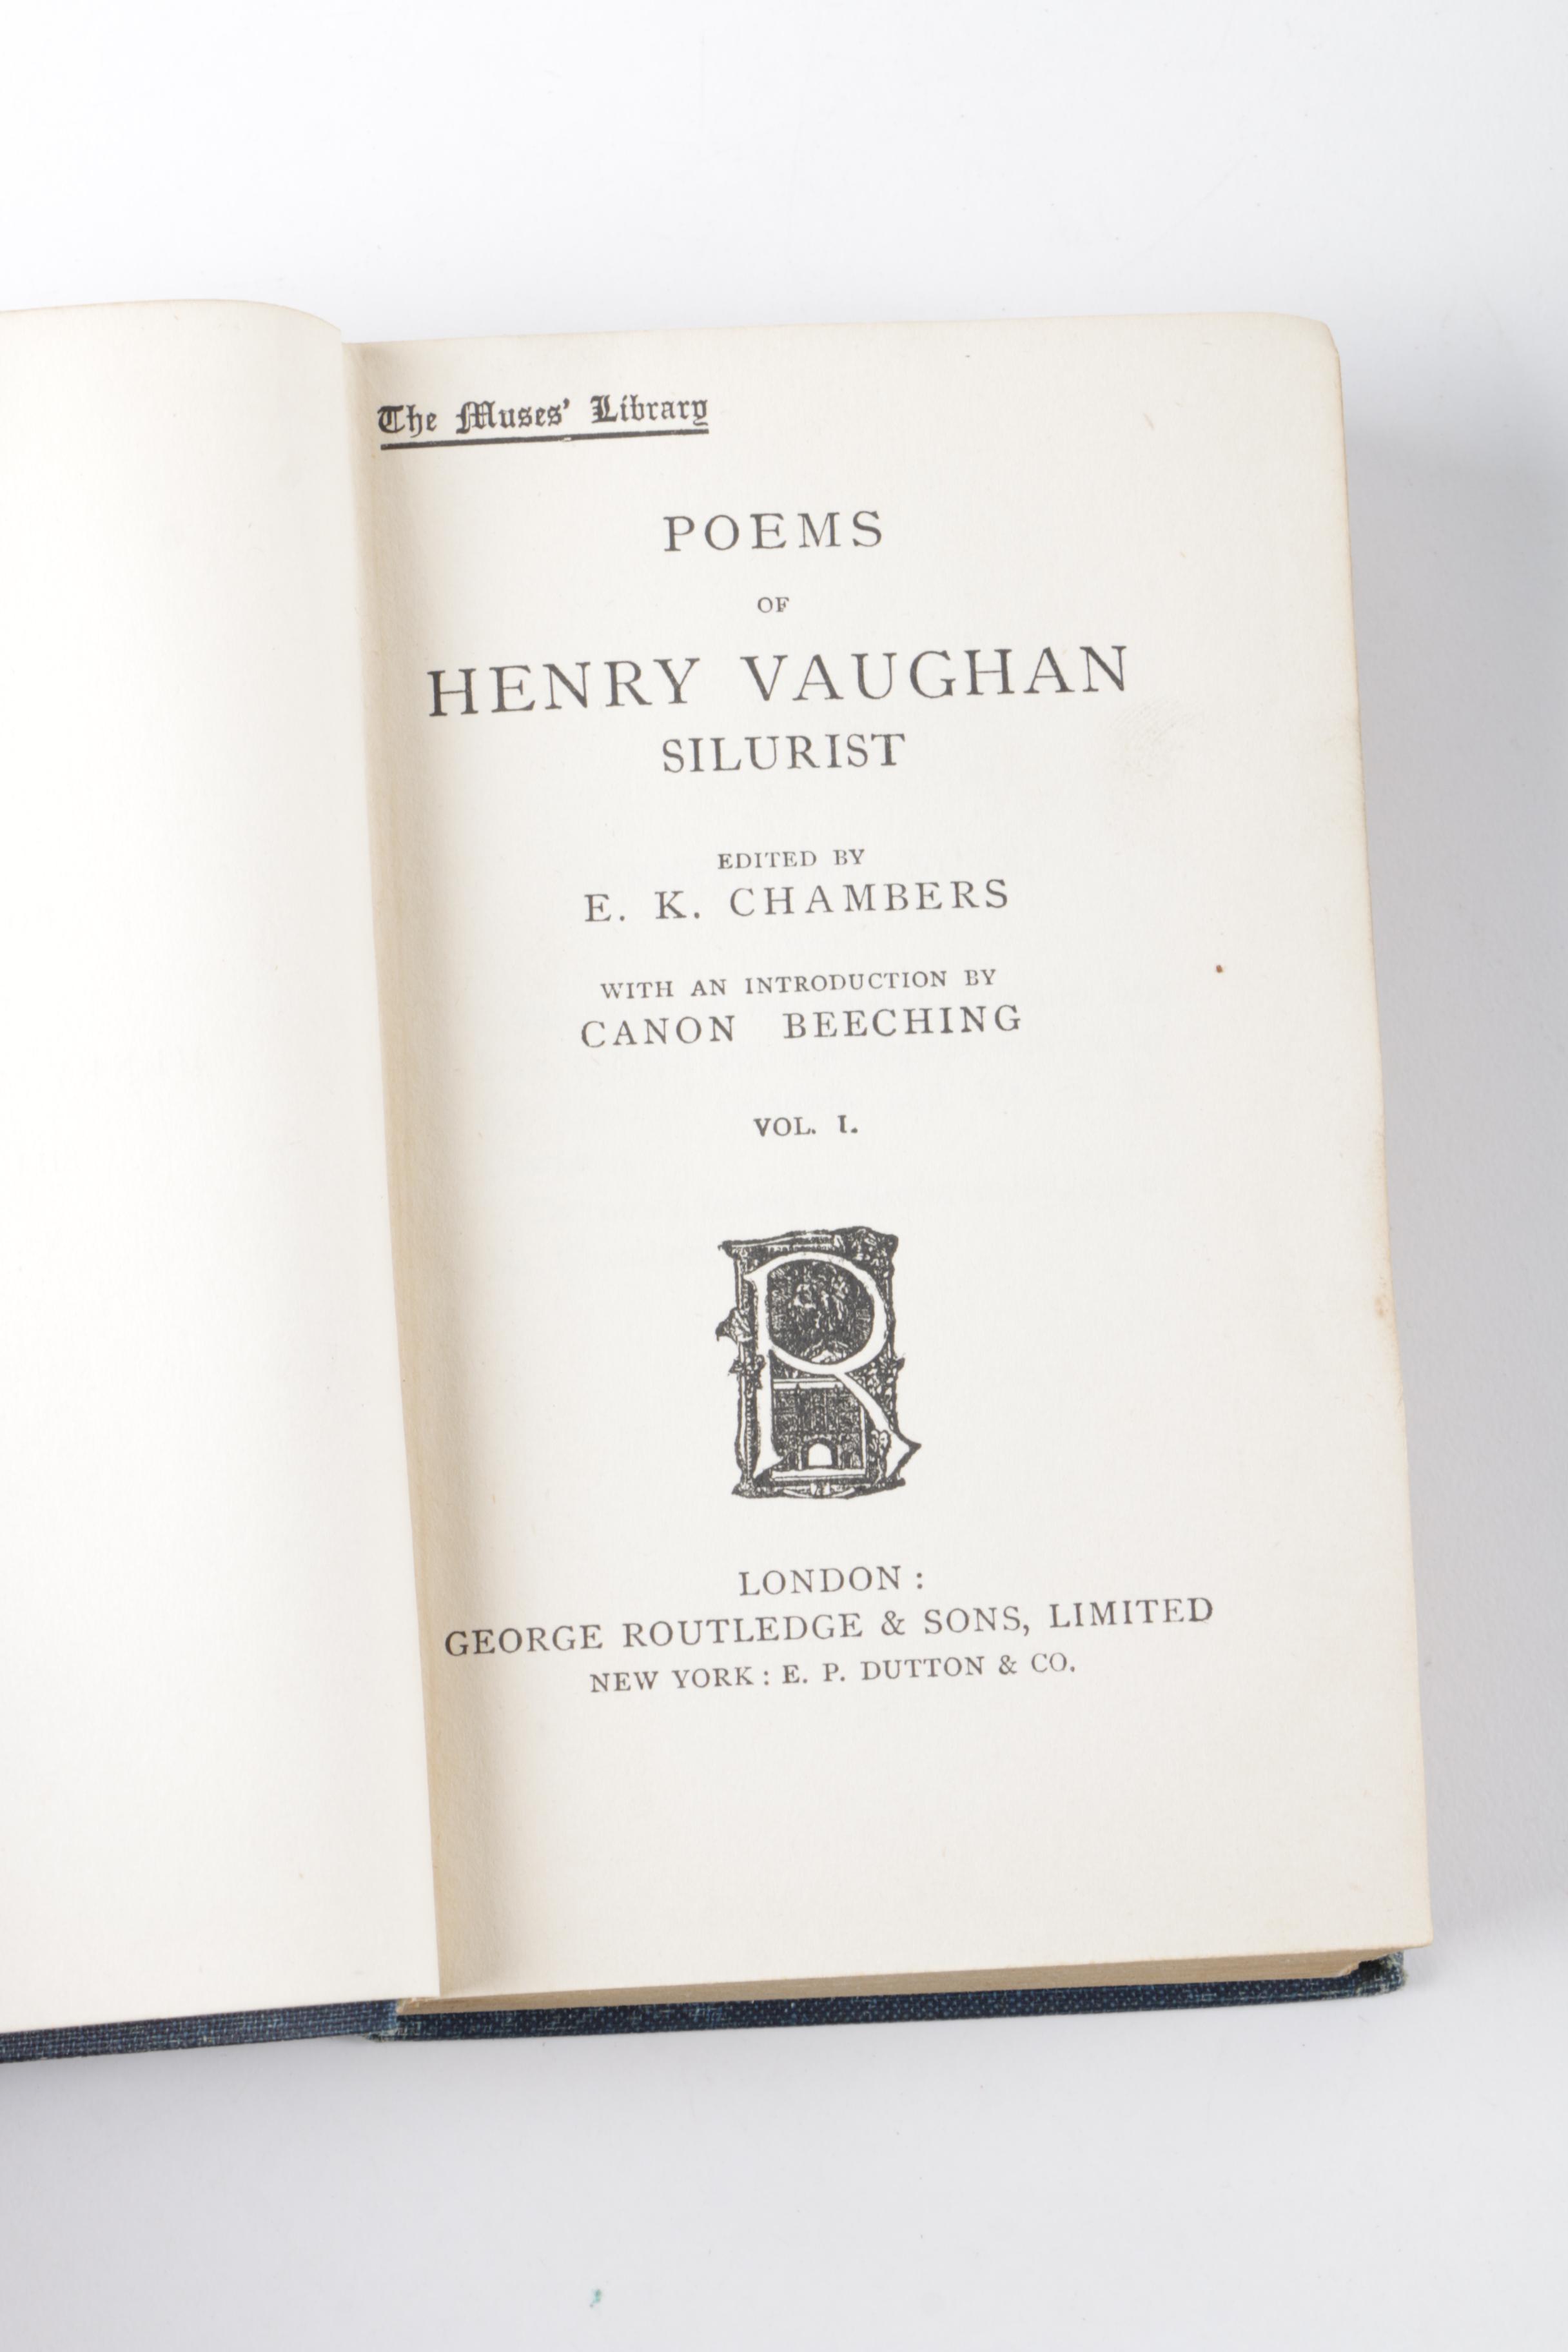 The Muses' Library
POEMS
OF
HENRY VAUGHAN
SILURIST
EDITED BY
E. K. CHAMBERS
WITH AN INTRODUCTION BY
CANON BEECHING
VOL. I.
R
LONDON :
GEORGE ROUTLEDGE & SONS, LIMITED
NEW YORK : E. P. DUTTON & CO.